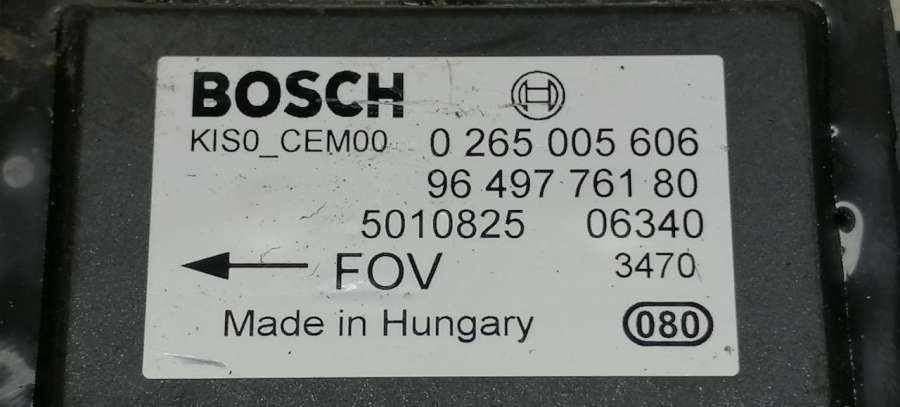 BOSCH
KIS0_CEM00 0 265 005 606
96 497 761 80
5010825 06340
FOV 3470
Made in Hungary 080